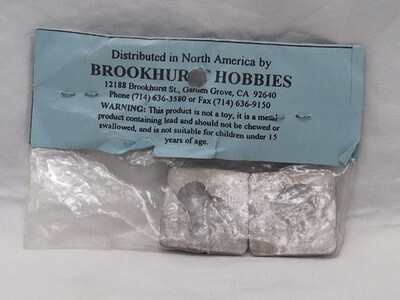 Distributed in North America by
BROOKHURST HOBBIES
12188 Brookhurst St., Garden Grove, CA 92640
Phone (714) 636-3580 or Fax (714) 636-9150
WARNING: This product is not a toy, it is a metal
product containing lead and should not be chewed or
swallowed, and is not suitable for children under 15
years of age.